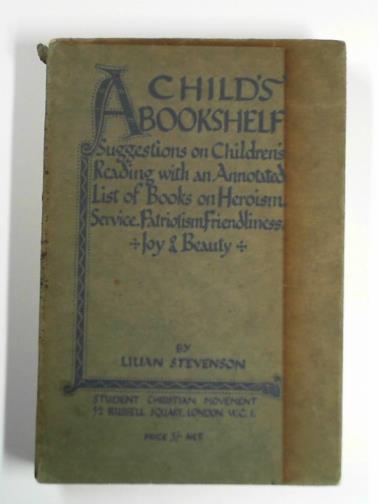 A CHILD'S
BOOKSHELF
Suggestions on Children's
Reading with an Annotated
List of Books on Heroism,
Service, Patriotism, Friendliness,
Joy & Beauty
BY
LILIAN STEVENSON
STUDENT CHRISTIAN MOVEMENT
32 RUSSELL SQUARE, LONDON W.C. 1.
PRICE 3/- NET